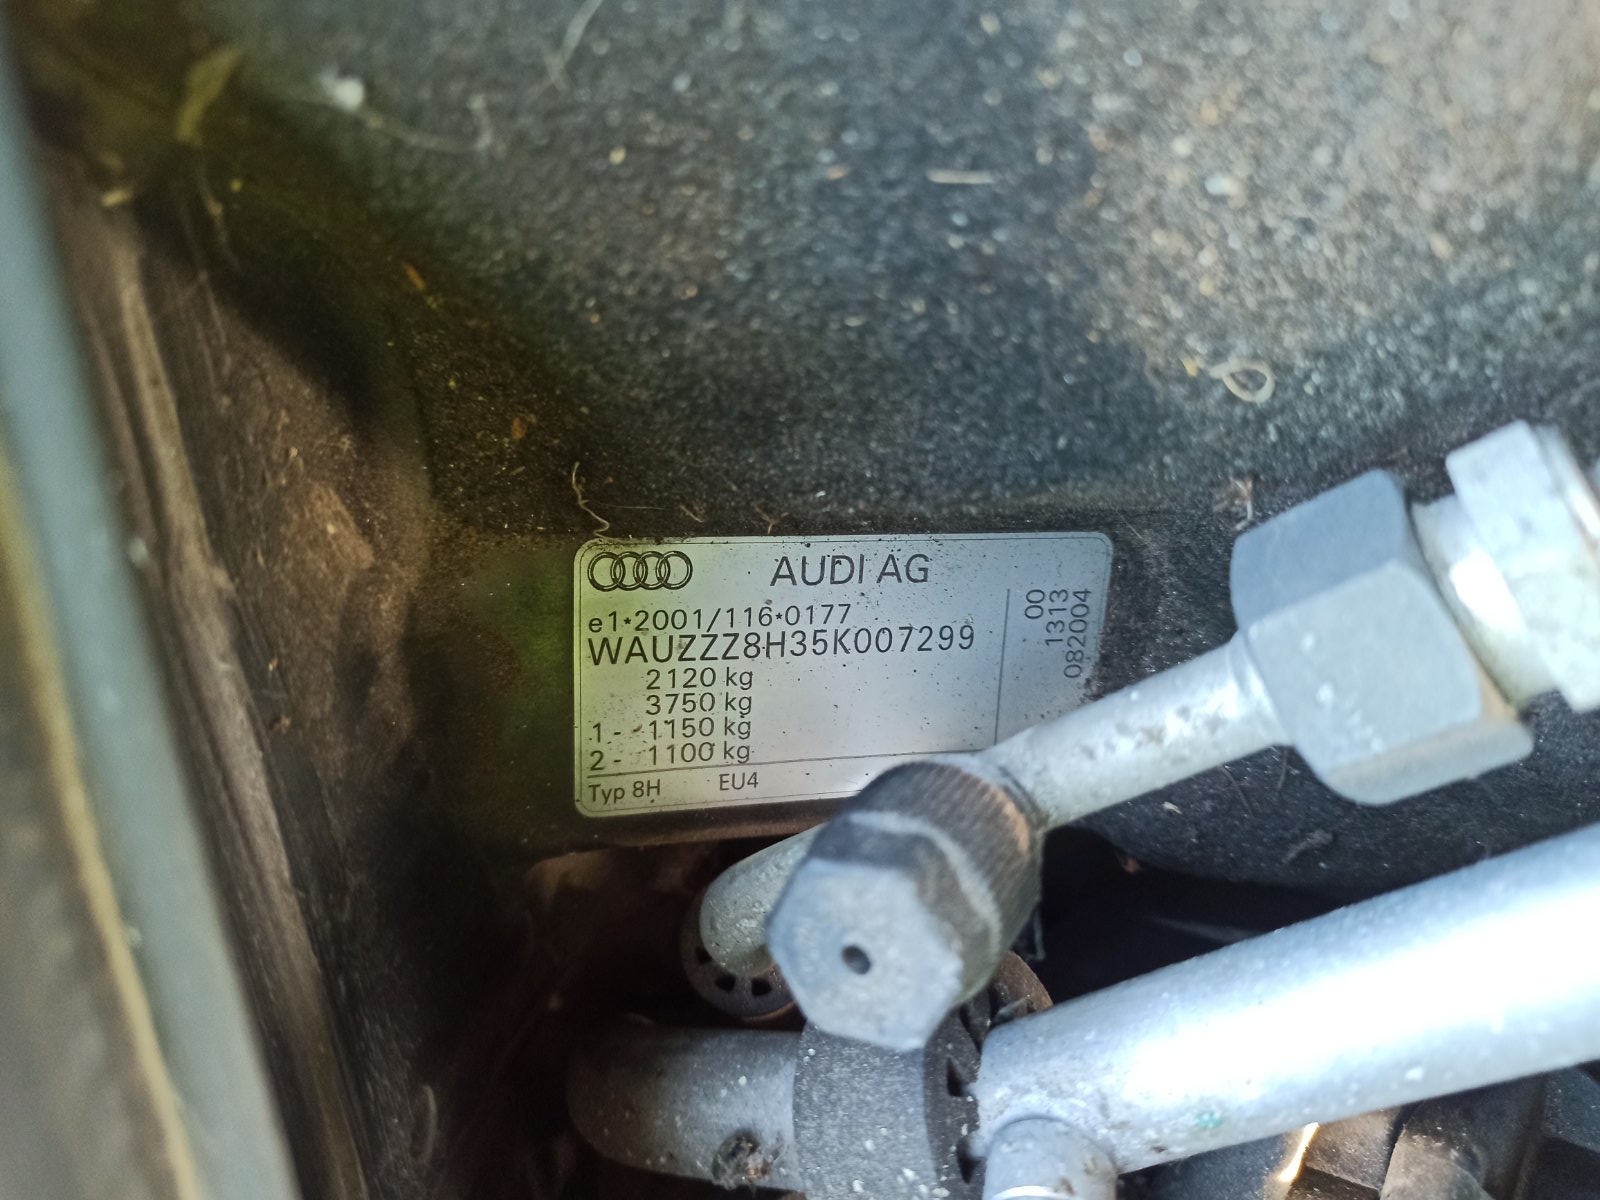 AUDI AG
e1*2001/116*0177
WAUZZZ8H35K007299
2120 kg
3750 kg
1 - 1150 kg
2 - 1100 kg
Typ 8H EU4
00
1313
082004